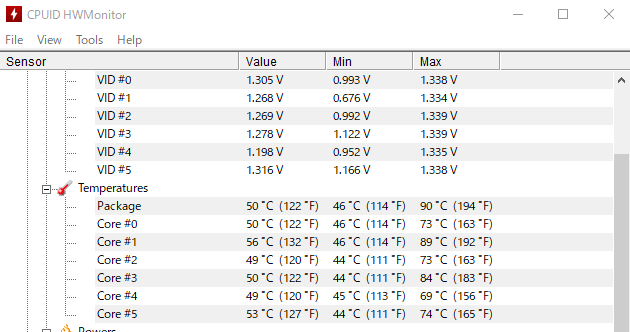 CPUID HWMonitor
File View Tools Help
Sensor Value Min Max
VID #0 1.305 V 0.993 V 1.338 V
VID #1 1.268 V 0.676 V 1.334 V
VID #2 1.269 V 0.992 V 1.339 V
VID #3 1.278 V 1.122 V 1.339 V
VID #4 1.198 V 0.952 V 1.335 V
VID #5 1.316 V 1.166 V 1.338 V
Temperatures
Package 50 °C (122 °F) 46 °C (114 °F) 90 °C (194 °F)
Core #0 50 °C (122 °F) 46 °C (114 °F) 73 °C (163 °F)
Core #1 56 °C (132 °F) 46 °C (114 °F) 89 °C (192 °F)
Core #2 49 °C (120 °F) 44 °C (111 °F) 73 °C (163 °F)
Core #3 50 °C (122 °F) 44 °C (111 °F) 84 °C (183 °F)
Core #4 49 °C (120 °F) 45 °C (113 °F) 69 °C (156 °F)
Core #5 53 °C (127 °F) 44 °C (111 °F) 74 °C (165 °F)
Powers